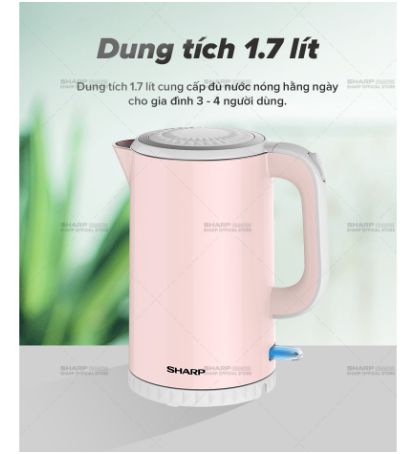 Dung tích 1.7 lít
Dung tích 1.7 lít cung cấp đủ nước nóng hằng ngày
cho gia đình 3 - 4 người dùng.
SHARP